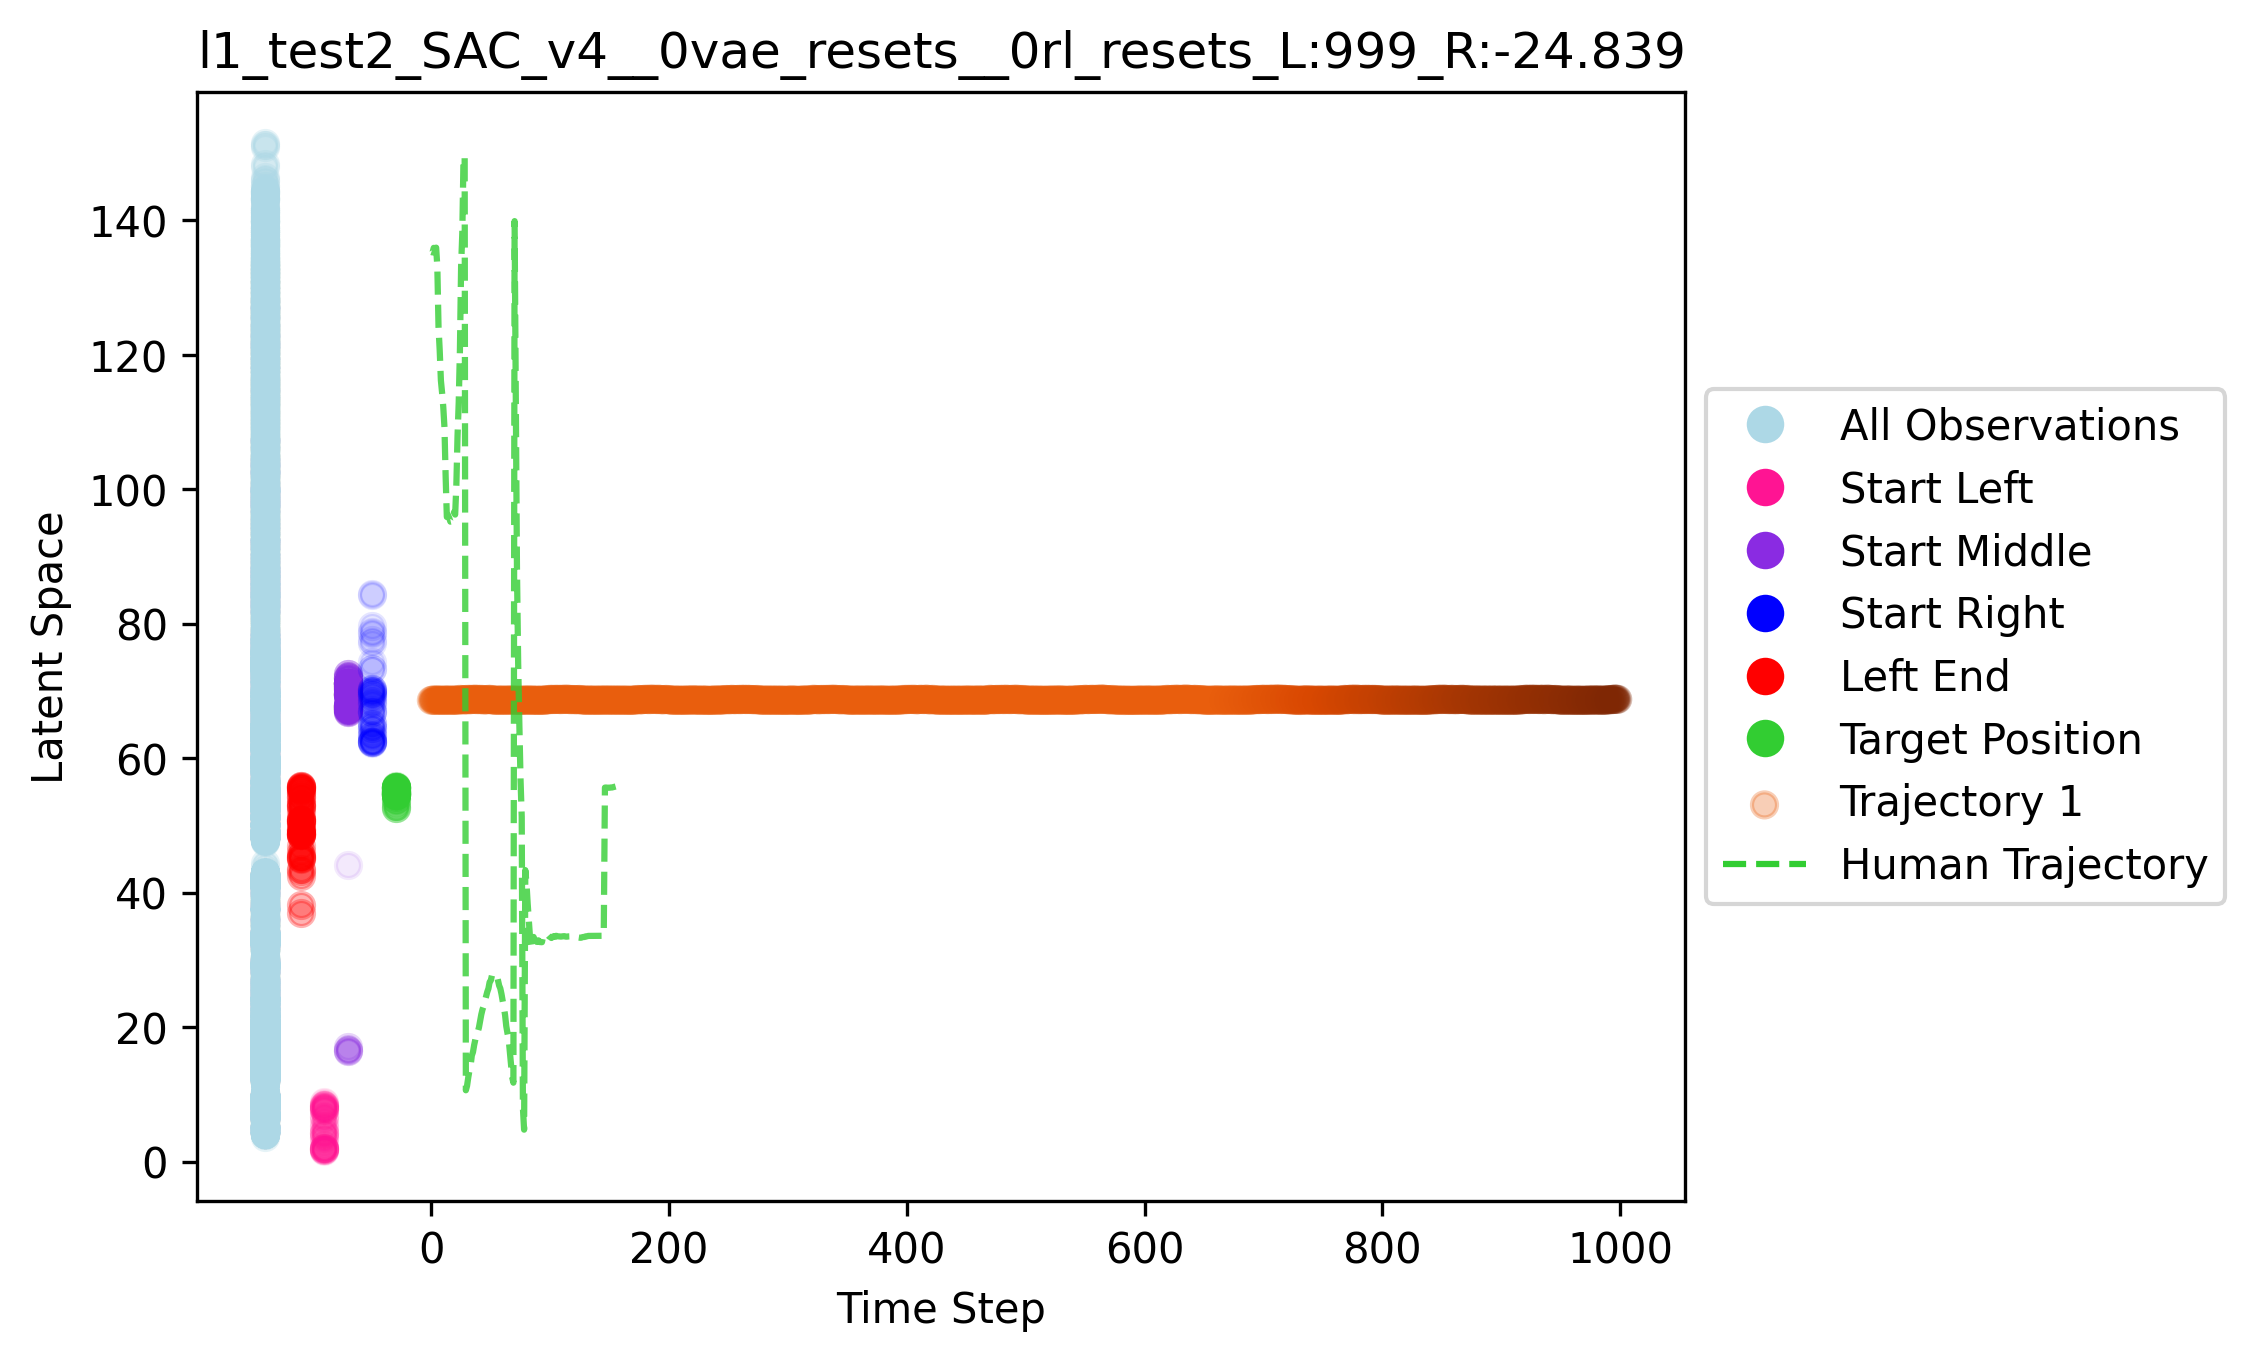 l1_test2_SAC_v4__0vae_resets__0rl_resets_L:999_R:-24.839
Latent Space
140
120
100
80
60
40
20
0
0 200 400 600 800 1000
Time Step
All Observations
Start Left
Start Middle
Start Right
Left End
Target Position
Trajectory 1
Human Trajectory